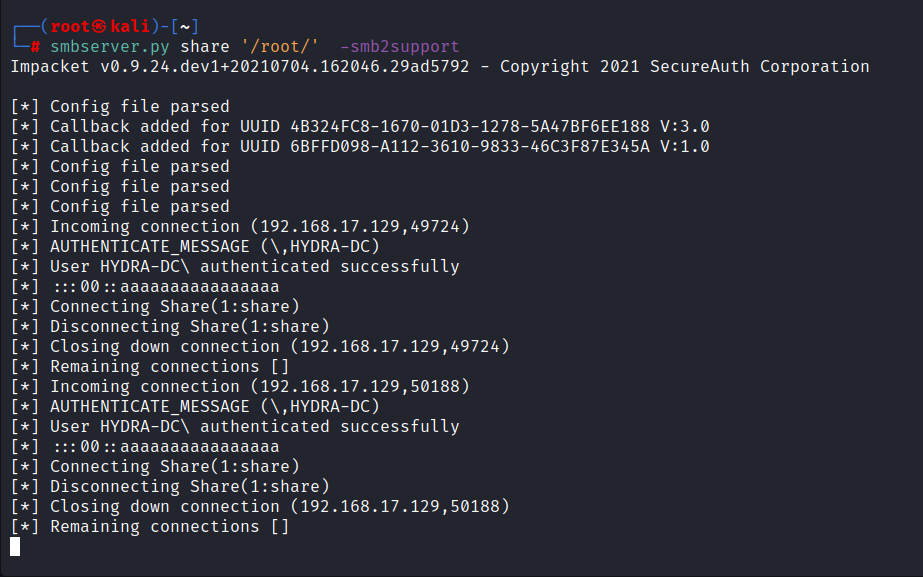 ┌──(root㉿kali)-[~]
└─# smbserver.py share '/root/'  -smb2support
Impacket v0.9.24.dev1+20210704.162046.29ad5792 - Copyright 2021 SecureAuth Corporation
[*] Config file parsed
[*] Callback added for UUID 4B324FC8-1670-01D3-1278-5A47BF6EE188 V:3.0
[*] Callback added for UUID 6BFFD098-A112-3610-9833-46C3F87E345A V:1.0
[*] Config file parsed
[*] Config file parsed
[*] Config file parsed
[*] Incoming connection (192.168.17.129,49724)
[*] AUTHENTICATE_MESSAGE (\,HYDRA-DC)
[*] User HYDRA-DC\ authenticated successfully
[*] :::00::aaaaaaaaaaaaaaaa
[*] Connecting Share(1:share)
[*] Disconnecting Share(1:share)
[*] Closing down connection (192.168.17.129,49724)
[*] Remaining connections []
[*] Incoming connection (192.168.17.129,50188)
[*] AUTHENTICATE_MESSAGE (\,HYDRA-DC)
[*] User HYDRA-DC\ authenticated successfully
[*] :::00::aaaaaaaaaaaaaaaa
[*] Connecting Share(1:share)
[*] Disconnecting Share(1:share)
[*] Closing down connection (192.168.17.129,50188)
[*] Remaining connections []